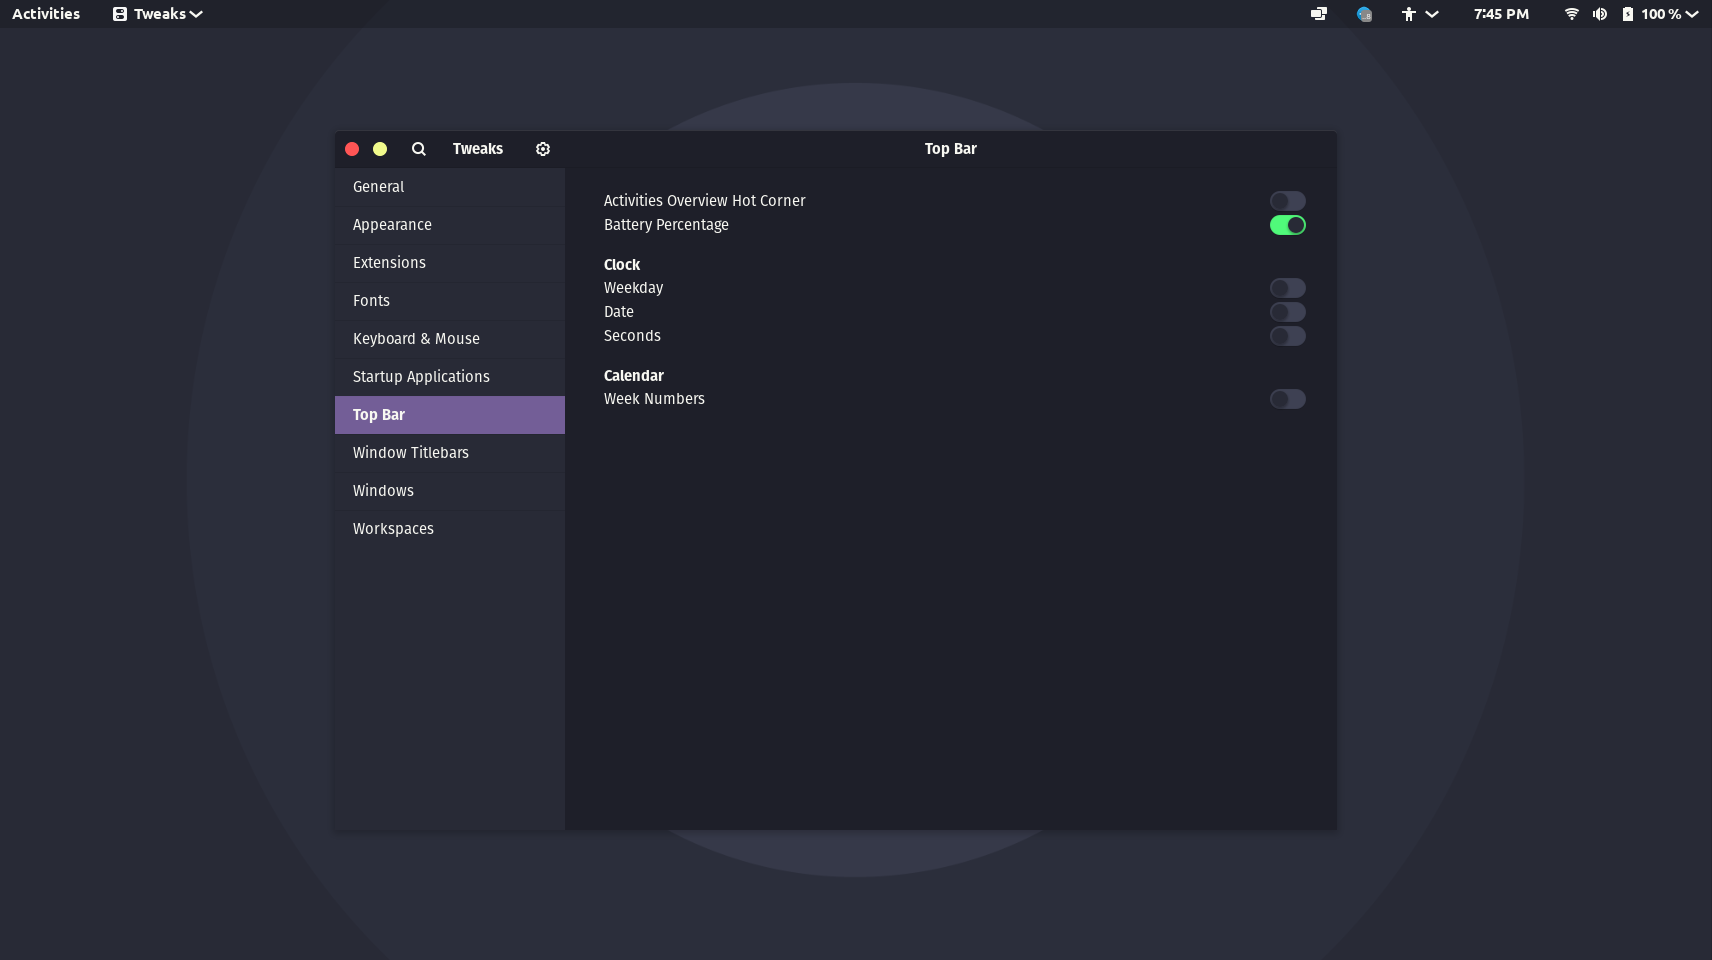 Activities Tweaks 7:45 PM 100 %
Tweaks Top Bar
General
Appearance
Extensions
Fonts
Keyboard & Mouse
Startup Applications
Top Bar
Window Titlebars
Windows
Workspaces
Activities Overview Hot Corner
Battery Percentage
Clock
Weekday
Date
Seconds
Calendar
Week Numbers